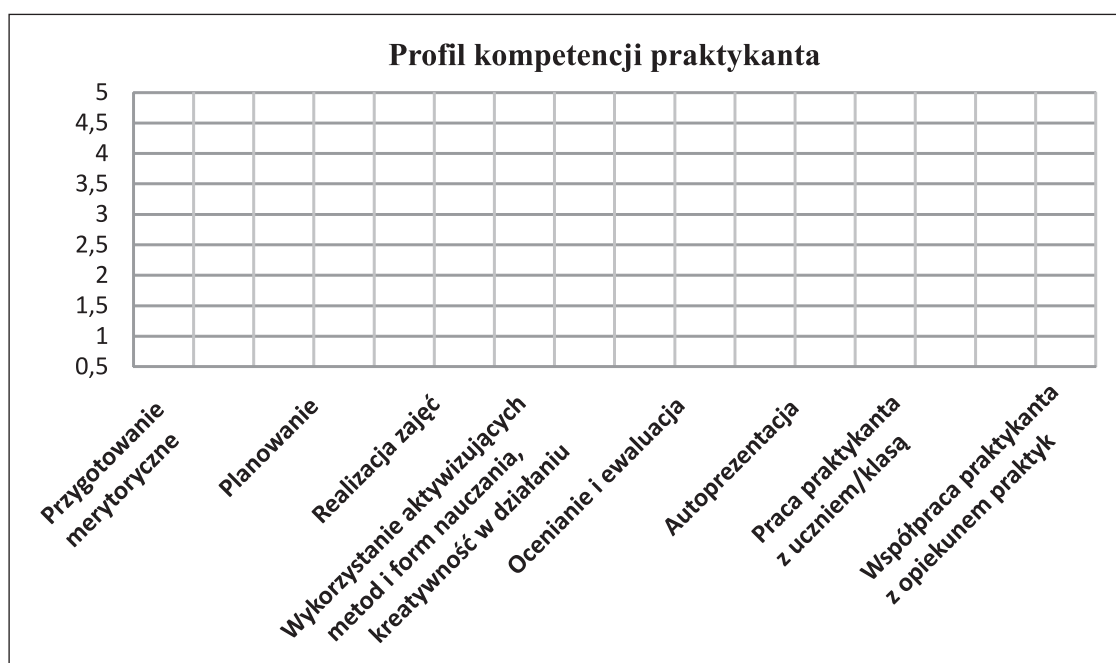 Profil kompetencji praktykanta
5
4,5
4
3,5
3
2,5
2
1,5
1
0,5
Przygotowanie
merytoryczne
Planowanie
Realizacja zajęć
Wykorzystanie aktywizujących
metod i form nauczania,
kreatywność w działaniu
Ocenianie i ewaluacja
Autoprezentacja
Praca praktykanta
z uczniem/klasą
Współpraca praktykanta
z opiekunem praktyk